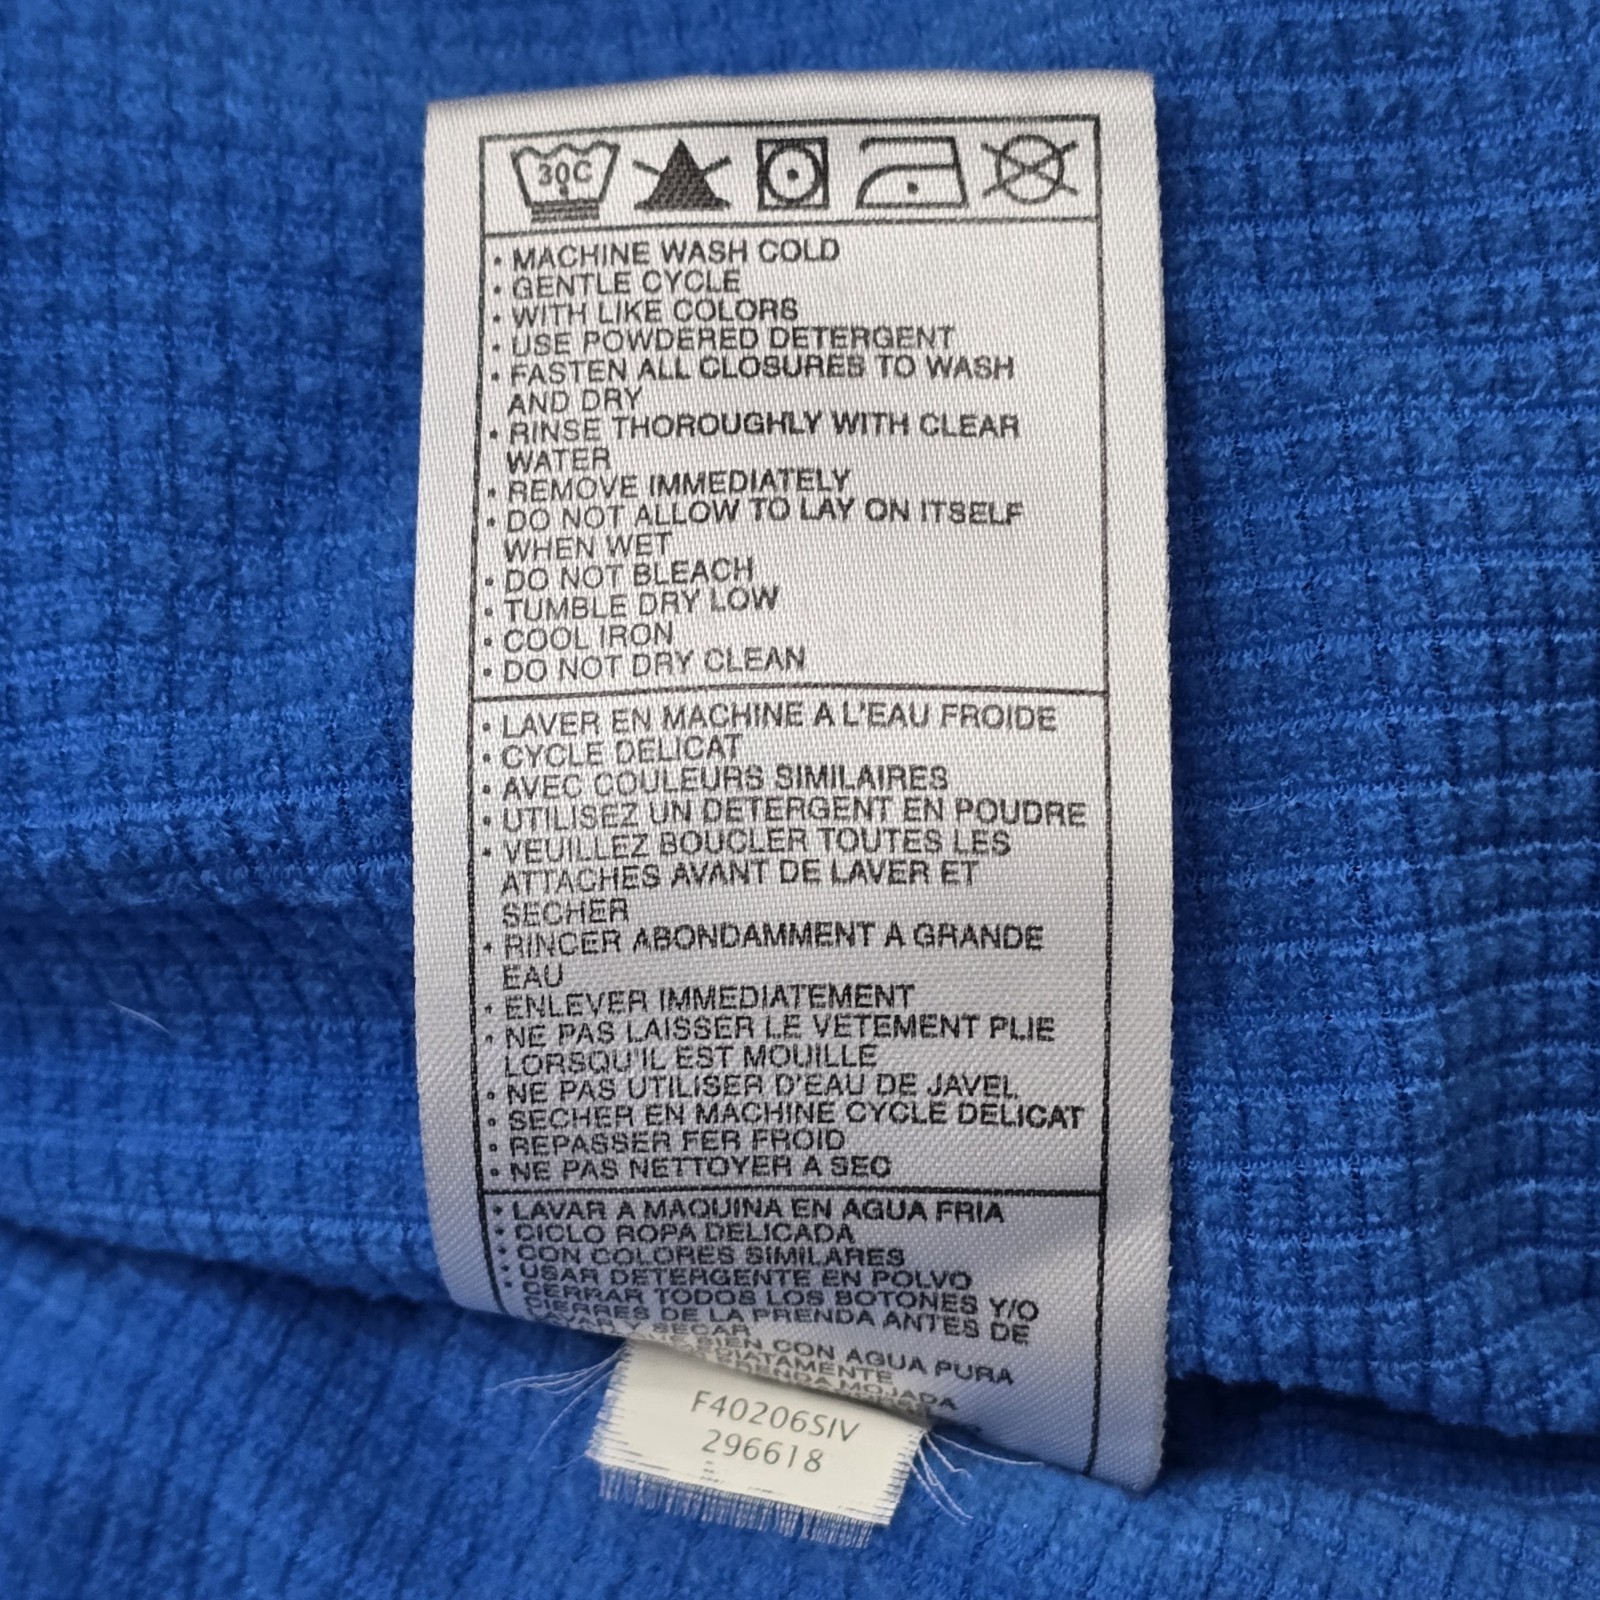 30C
• MACHINE WASH COLD
• GENTLE CYCLE
• WITH LIKE COLORS
• USE POWDERED DETERGENT
• FASTEN ALL CLOSURES TO WASH
AND DRY
• RINSE THOROUGHLY WITH CLEAR
WATER
• REMOVE IMMEDIATELY
• DO NOT ALLOW TO LAY ON ITSELF
WHEN WET
• DO NOT BLEACH
• TUMBLE DRY LOW
• COOL IRON
• DO NOT DRY CLEAN
• LAVER EN MACHINE A L'EAU FROIDE
• CYCLE DELICAT
• AVEC COULEURS SIMILAIRES
• UTILISEZ UN DETERGENT EN POUDRE
• VEUILLEZ BOUCLER TOUTES LES
ATTACHES AVANT DE LAVER ET
SECHER
• RINCER ABONDAMMENT A GRANDE
EAU
• ENLEVER IMMEDIATEMENT
• NE PAS LAISSER LE VETEMENT PLIE
LORSQU'IL EST MOUILLE
• NE PAS UTILISER D'EAU DE JAVEL
• SECHER EN MACHINE CYCLE DELICAT
• REPASSER FER FROID
• NE PAS NETTOYER A SEC
• LAVAR A MAQUINA EN AGUA FRIA
• CICLO ROPA DELICADA
• CON COLORES SIMILARES
• USAR DETERGENTE EN POLVO
• CERRAR TODOS LOS BOTONES Y/O
CIERRES DE LA PRENDA ANTES DE
LAVAR Y SECAR
BIEN CON AGUA PURA
MOJADA
F40206SIV
296618